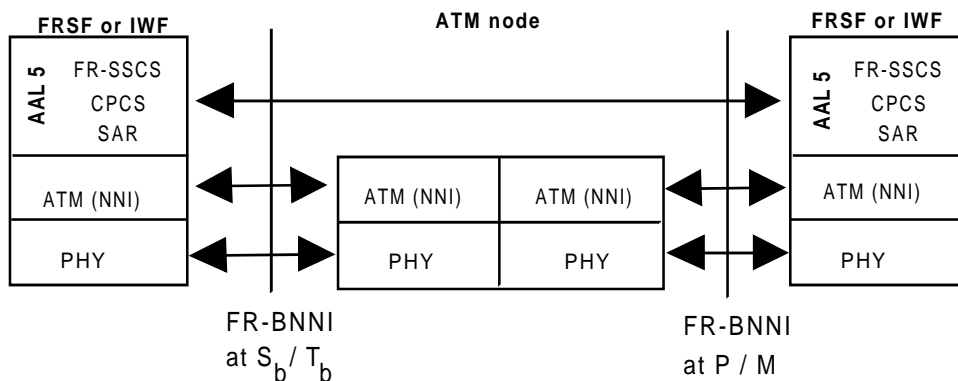 FRSF or IWF
ATM node
FRSF or IWF
AAL 5
FR-SSCS
CPCS
SAR
ATM (NNI)
PHY
ATM (NNI)
ATM (NNI)
PHY
PHY
AAL 5
FR-SSCS
CPCS
SAR
ATM (NNI)
PHY
FR-BNNI
at Sb / Tb
FR-BNNI
at P / M